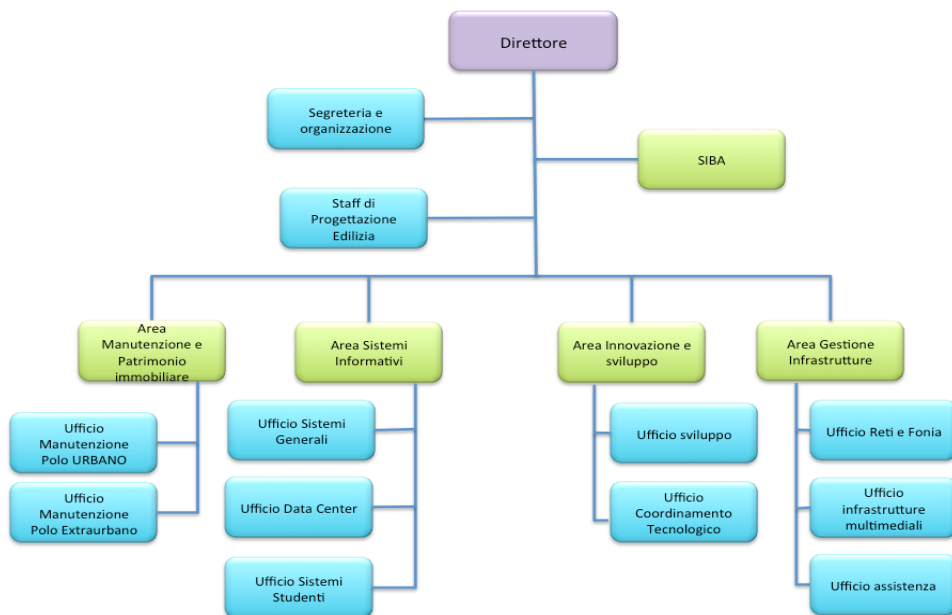 Direttore
Segreteria e
organizzazione
SIBA
Staff di
Progettazione
Edilizia
Area
Manutenzione e
Patrimonio
immobiliare
Area Sistemi
Informativi
Area Innovazione e
sviluppo
Area Gestione
Infrastrutture
Ufficio
Manutenzione
Polo URBANO
Ufficio
Manutenzione
Polo Extraurbano
Ufficio Sistemi
Generali
Ufficio Data Center
Ufficio Sistemi
Studenti
Ufficio sviluppo
Ufficio
Coordinamento
Tecnologico
Ufficio Reti e Fonia
Ufficio
infrastrutture
multimediali
Ufficio assistenza